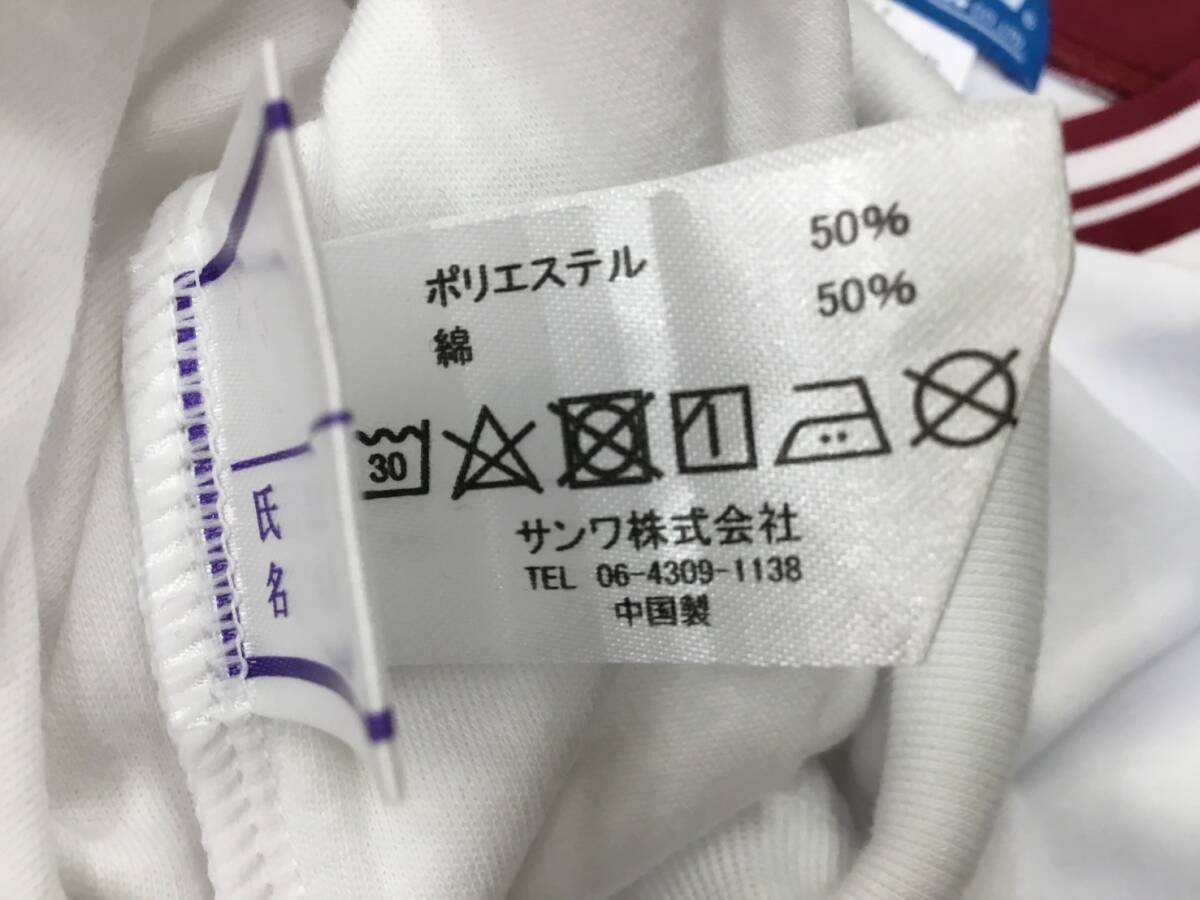 ポリエステル 50%
綿 50%
30
サンワ株式会社
TEL 06-4309-1138
中国製
氏名